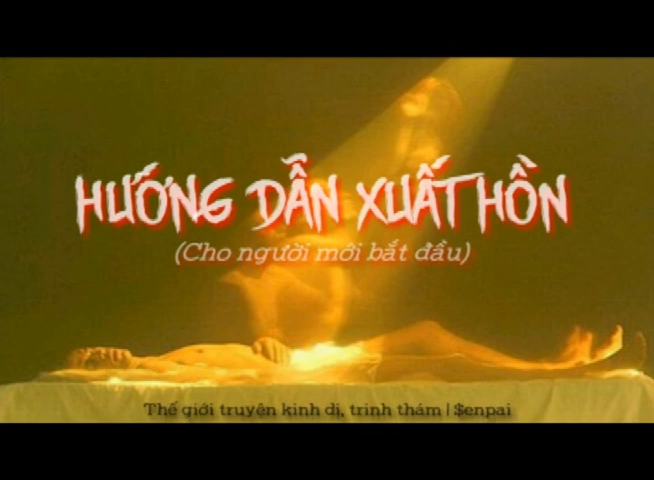 HƯỚNG DẪN XUẤT HỒN
(Cho người mới bắt đầu)
Thế giới truyện kinh dị, trinh thám | $enpai